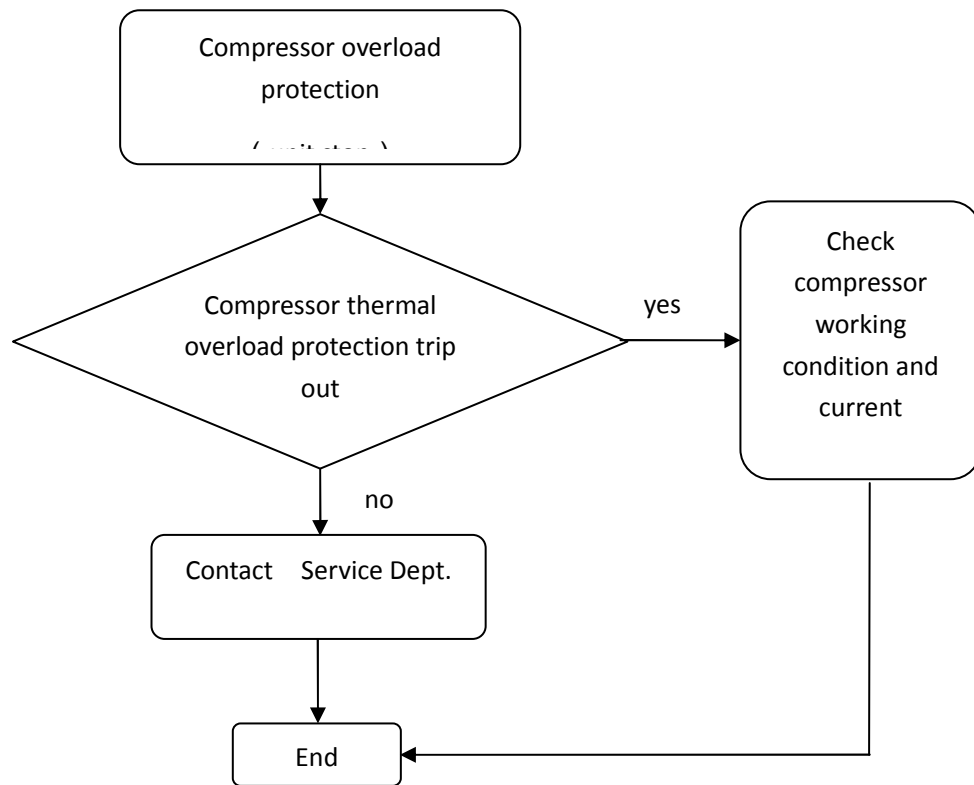 Compressor overload
protection
Compressor thermal
overload protection trip
out
yes
Check
compressor
working
condition and
current
no
Contact Service Dept.
End